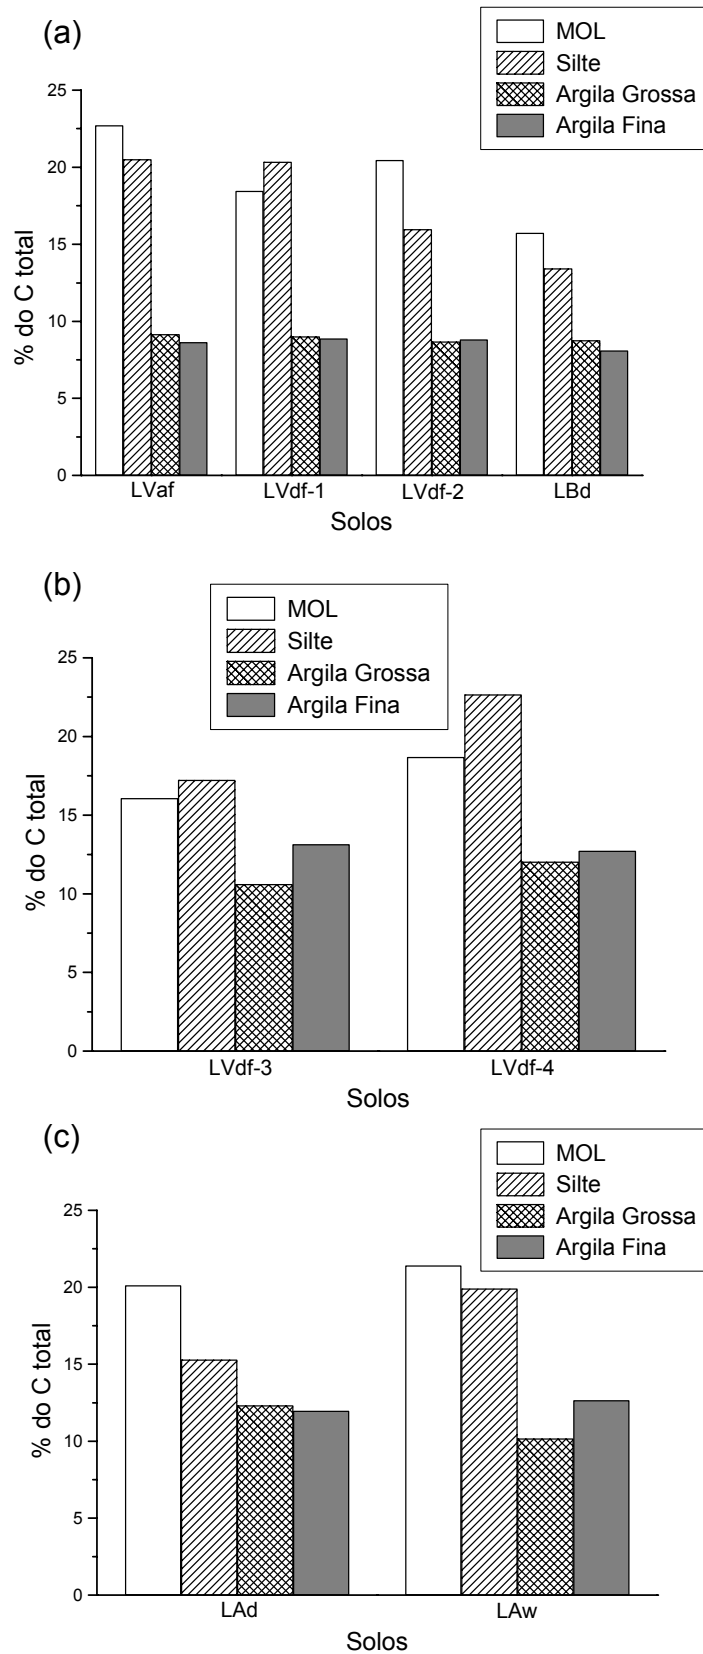 (a)
MOL
Silte
Argila Grossa
Argila Fina
25
20
15
10
5
0
% do C total
LVaf LVdf-1 LVdf-2 LBd
Solos
(b)
MOL
Silte
Argila Grossa
Argila Fina
25
20
15
10
5
0
% do C total
LVdf-3 LVdf-4
Solos
(c)
MOL
Silte
Argila Grossa
Argila Fina
25
20
15
10
5
0
% do C total
LAd LAw
Solos